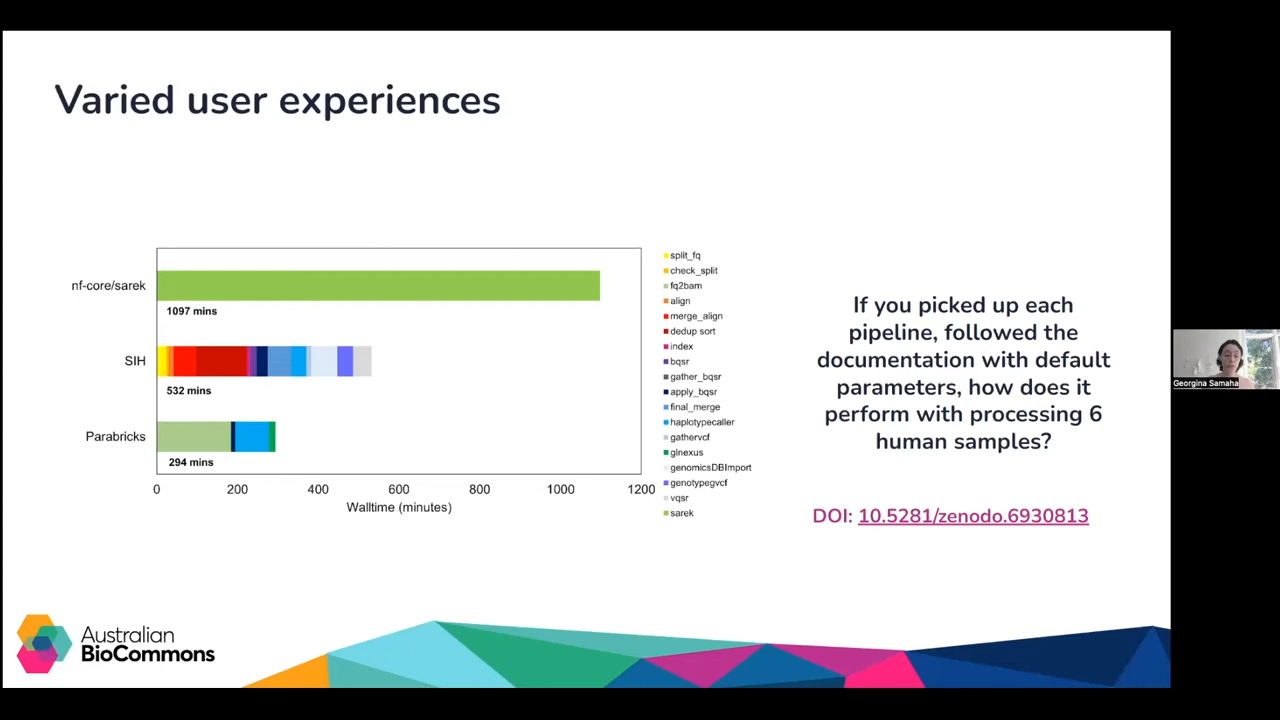 Varied user experiences
nf-core/sarek
1097 mins
SIH
532 mins
Parabricks
294 mins
0 200 400 600 800 1000 1200
Walltime (minutes)
split_fq
check_split
fq2bam
align
merge_align
dedup sort
index
bqsr
gather_bqsr
apply_bqsr
final_merge
haplotypecaller
gathervcf
glnexus
genomicsDBImport
genotypegvcf
vqsr
sarek
If you picked up each
pipeline, followed the
documentation with default
parameters, how does it
perform with processing 6
human samples?
DOI: 10.5281/zenodo.6930813
Georgina Samaha
Australian
BioCommons